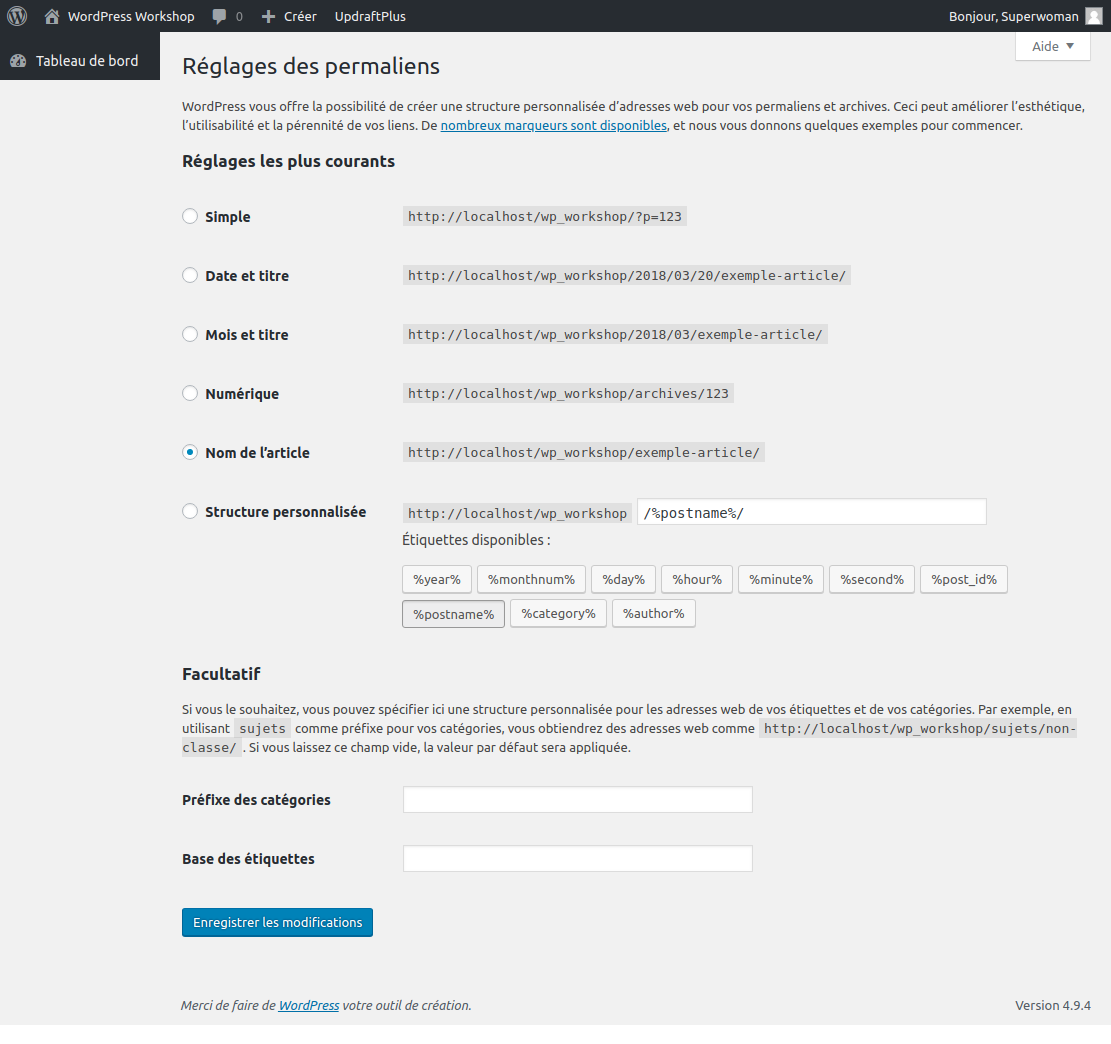 WordPress Workshop 0 Créer UpdraftPlus Bonjour, Superwoman
Tableau de bord
Aide
Réglages des permaliens
WordPress vous offre la possibilité de créer une structure personnalisée d’adresses web pour vos permaliens et archives. Ceci peut améliorer l’esthétique,
l’utilisabilité et la pérennité de vos liens. De nombreux marqueurs sont disponibles, et nous vous donnons quelques exemples pour commencer.
Réglages les plus courants
Simple http://localhost/wp_workshop/?p=123
Date et titre http://localhost/wp_workshop/2018/03/20/exemple-article/
Mois et titre http://localhost/wp_workshop/2018/03/exemple-article/
Numérique http://localhost/wp_workshop/archives/123
Nom de l’article http://localhost/wp_workshop/exemple-article/
Structure personnalisée http://localhost/wp_workshop /%postname%/
Étiquettes disponibles :
%year% %monthnum% %day% %hour% %minute% %second% %post_id%
%postname% %category% %author%
Facultatif
Si vous le souhaitez, vous pouvez spécifier ici une structure personnalisée pour les adresses web de vos étiquettes et de vos catégories. Par exemple, en
utilisant sujets comme préfixe pour vos catégories, vous obtiendrez des adresses web comme http://localhost/wp_workshop/sujets/non-
classe/ . Si vous laissez ce champ vide, la valeur par défaut sera appliquée.
Préfixe des catégories
Base des étiquettes
Enregistrer les modifications
Merci de faire de WordPress votre outil de création. Version 4.9.4